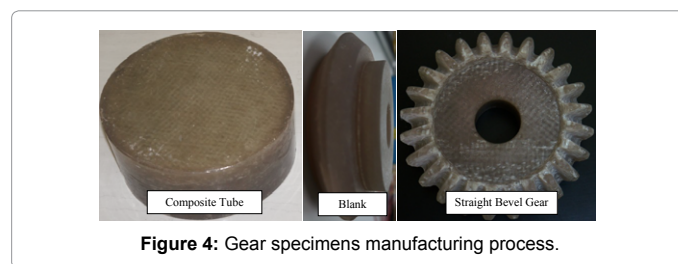 Composite Tube
Blank
Straight Bevel Gear
Figure 4: Gear specimens manufacturing process.